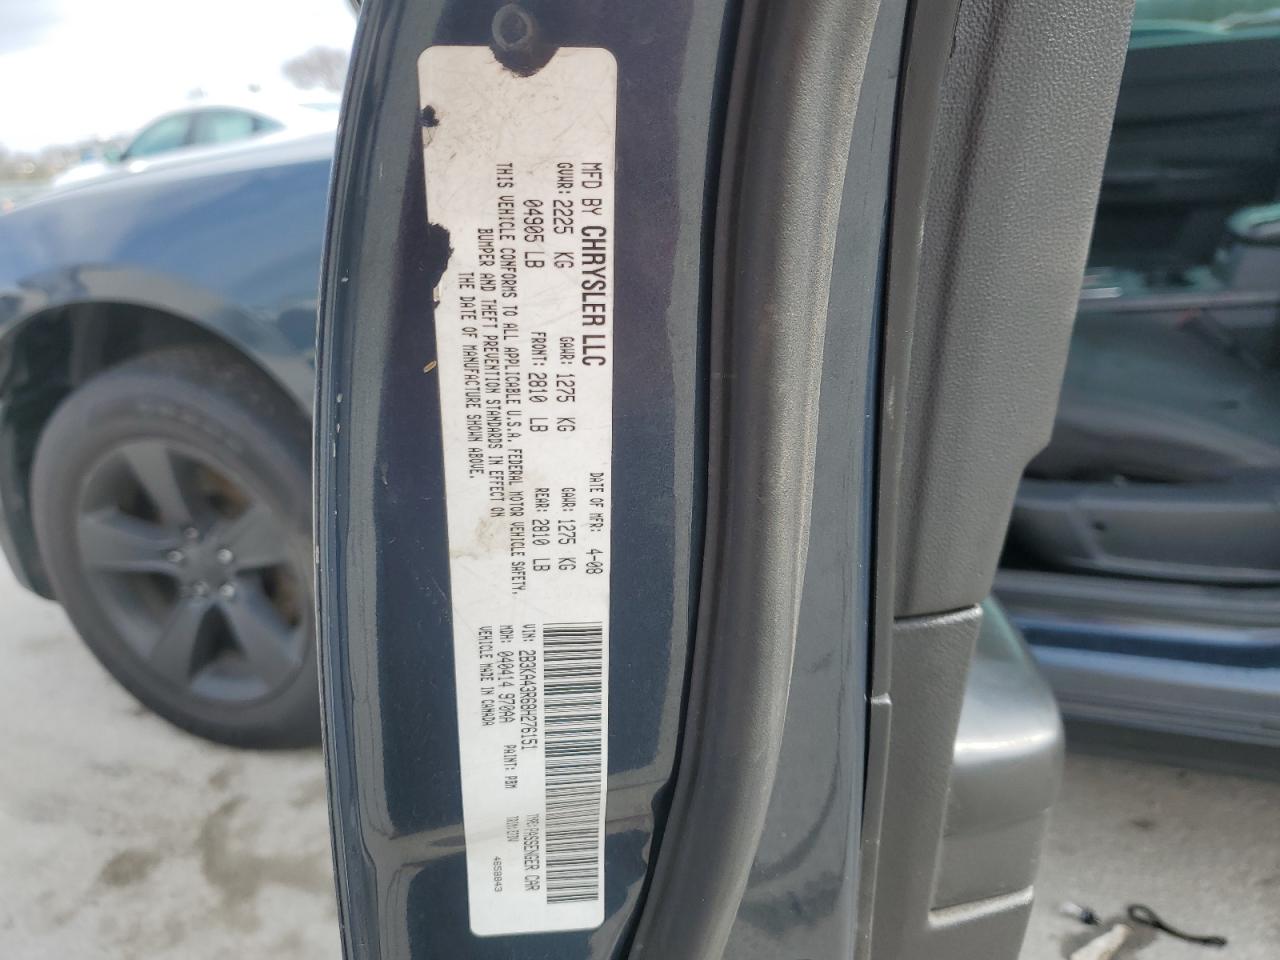 MFD BY CHRYSLER LLC
DATE OF MFR: 4-08
GVWR: 2225 KG
GAWR: 1275 KG
GAWR: 1275 KG
04905 LB
FRONT: 2810 LB
REAR: 2810 LB
THIS VEHICLE CONFORMS TO ALL APPLICABLE U.S.A. FEDERAL MOTOR VEHICLE SAFETY,
BUMPER AND THEFT PREVENTION STANDARDS IN EFFECT ON
THE DATE OF MANUFACTURE SHOWN ABOVE.
VIN: 2B3KA43R68H276151
TYPE: PASSENGER CAR
MDH: 040414 970AA
PAINT: PBM
VEHICLE MADE IN CANADA
4658843